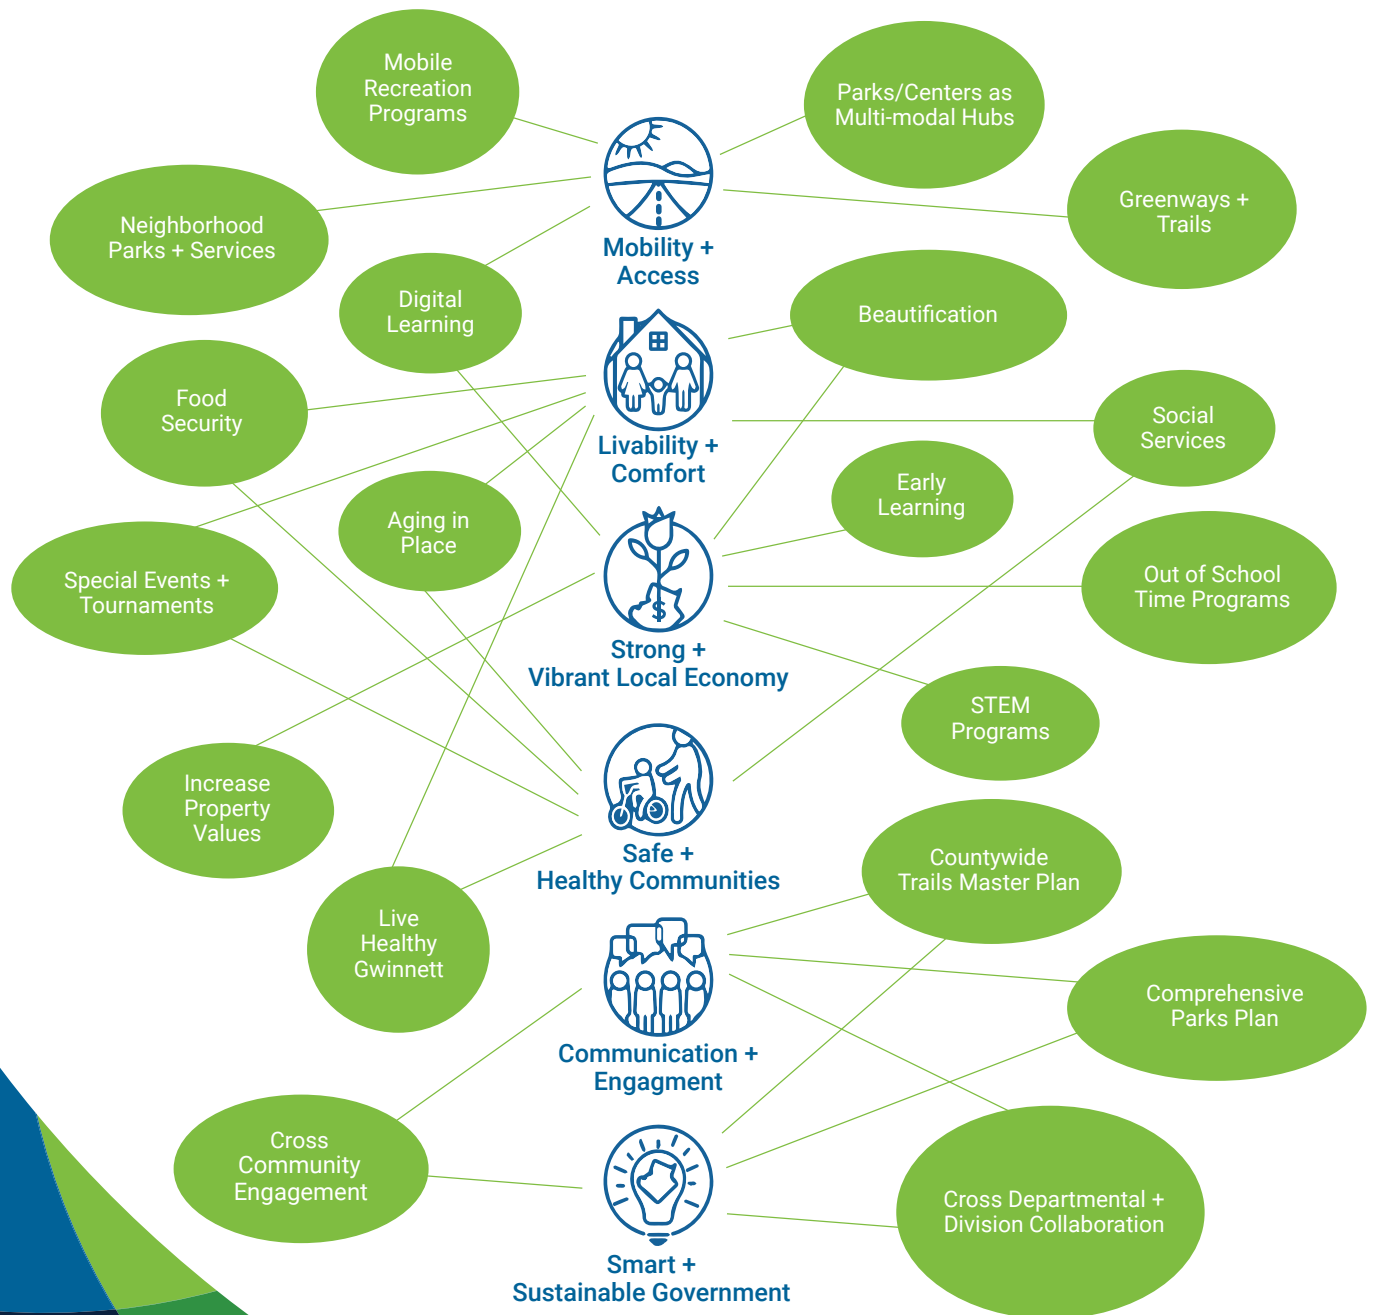 Mobile
Recreation
Programs
Parks/Centers as
Multi-modal Hubs
Neighborhood
Parks + Services
Greenways +
Trails
Mobility +
Access
Digital
Learning
Beautification
Food
Security
Social
Services
Livability +
Comfort
Early
Learning
Aging in
Place
Special Events +
Tournaments
Out of School
Time Programs
$
Strong +
Vibrant Local Economy
STEM
Programs
Increase
Property
Values
Safe +
Healthy Communities
Countywide
Trails Master Plan
Live
Healthy
Gwinnett
Comprehensive
Parks Plan
Communication +
Engagment
Cross
Community
Engagement
Cross Departmental +
Division Collaboration
Smart +
Sustainable Government